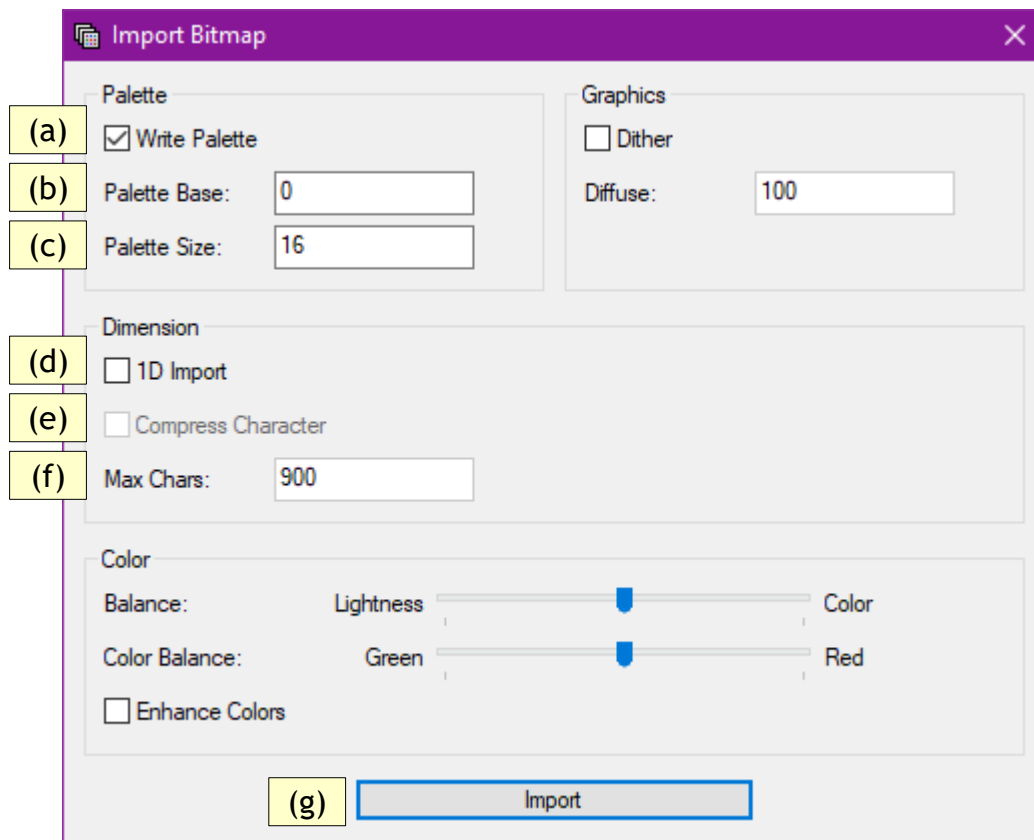 Import Bitmap
Palette
Graphics
(a) Write Palette
Dither
(b) Palette Base: 0
Diffuse: 100
(c) Palette Size: 16
Dimension
(d) 1D Import
(e) Compress Character
(f) Max Chars: 900
Color
Balance: Lightness Color
Color Balance: Green Red
Enhance Colors
(g) Import